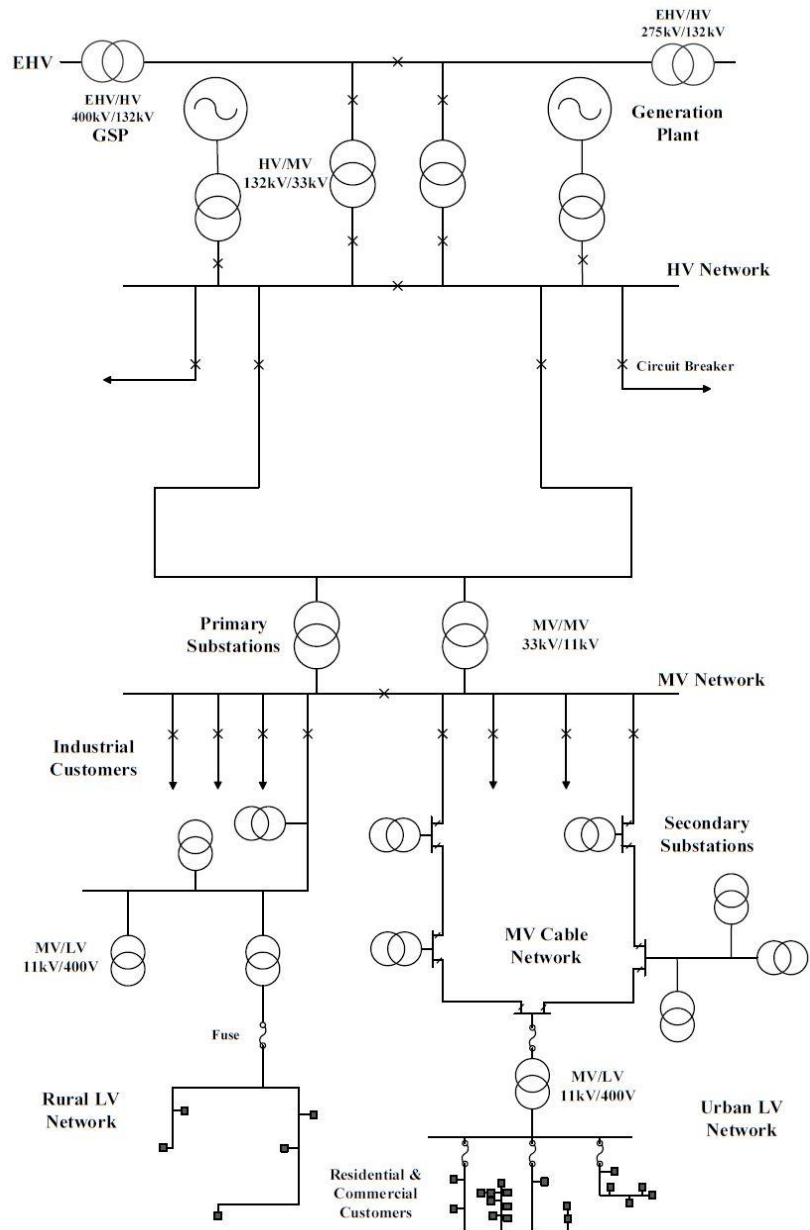 EHV/HV
275kV/132kV
EHV
EHV/HV
400kV/132kV
GSP
Generation
Plant
HV/MV
132kV/33kV
HV Network
Circuit Breaker
Primary
Substations
MV/MV
33kV/11kV
MV Network
Industrial
Customers
Secondary
Substations
MV/LV
11kV/400V
MV Cable
Network
Fuse
MV/LV
11kV/400V
Rural LV
Network
Urban LV
Network
Residential &
Commercial
Customers